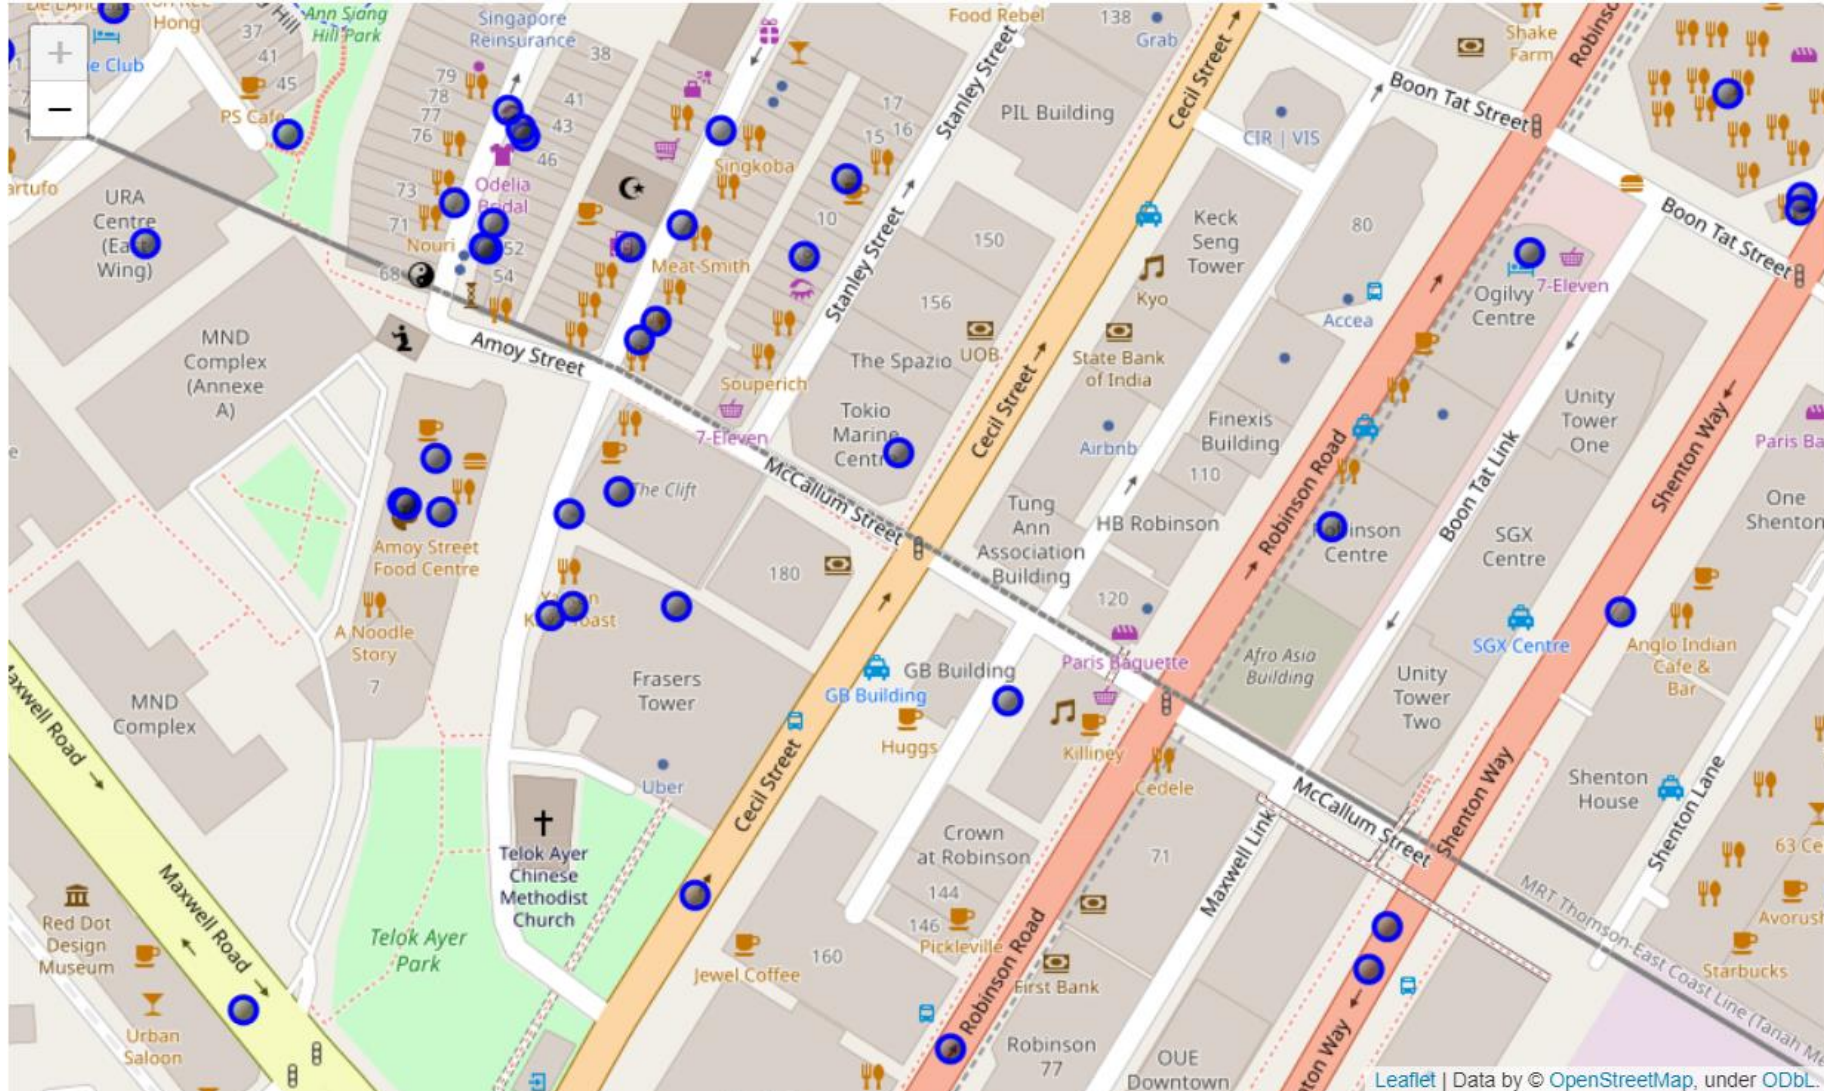 Ann Siang
Hill Park
Hong
37
41
45
PS Cafe
URA
Centre
(East
Wing)
MND
Complex
(Annexe
A)
+
−
Singapore
Reinsurance
79
78
77
76
73
71
68
38
41
43
46
52
54
Odelia
Bridal
Nouri
Amoy Street
Singkoba
Meat Smith
Souperich
7-Eleven
17
16
15
10
Food Rebel
138
Grab
Stanley Street
Stanley Street
PIL Building
150
156
The Spazio
UOB
Tokio
Marine
Centre
Cecil Street
Cecil Street
Cecil Street
CIR | VIS
Keck
Seng
Tower
Kyo
State Bank
of India
Airbnb
Finexis
Building
110
HB Robinson
Tung
Ann
Association
Building
120
80
Accea
Shake
Farm
Boon Tat Street
Boon Tat Street
Ogilvy
Centre
7-Eleven
Unity
Tower
One
Robinson Road
Robinson
Centre
Boon Tat Link
SGX
Centre
SGX Centre
Shenton Way
Paris Ba
One
Shenton
Anglo Indian
Cafe &
Bar
The Clift
McCallum Street
180
Amoy Street
Food Centre
A Noodle
Story
7
Frasers
Tower
Uber
MND
Complex
Maxwell Road
Maxwell Road
Telok Ayer
Chinese
Methodist
Church
Telok Ayer
Park
Red Dot
Design
Museum
Urban
Saloon
GB Building
GB Building
Huggs
Paris Baguette
Killiney
Cedele
Afro Asia
Building
Unity
Tower
Two
McCallum Street
Shenton Way
Shenton
House
Shenton Lane
63 Ce
Avorush
Starbucks
Crown
at Robinson
144
146
Pickleville
160
Jewel Coffee
71
Maxwell Link
First Bank
Robinson Road
Robinson
77
OUE
Downtown
MRT Thomson-East Coast Line (Tanah Me
Leaflet | Data by © OpenStreetMap, under ODbL.